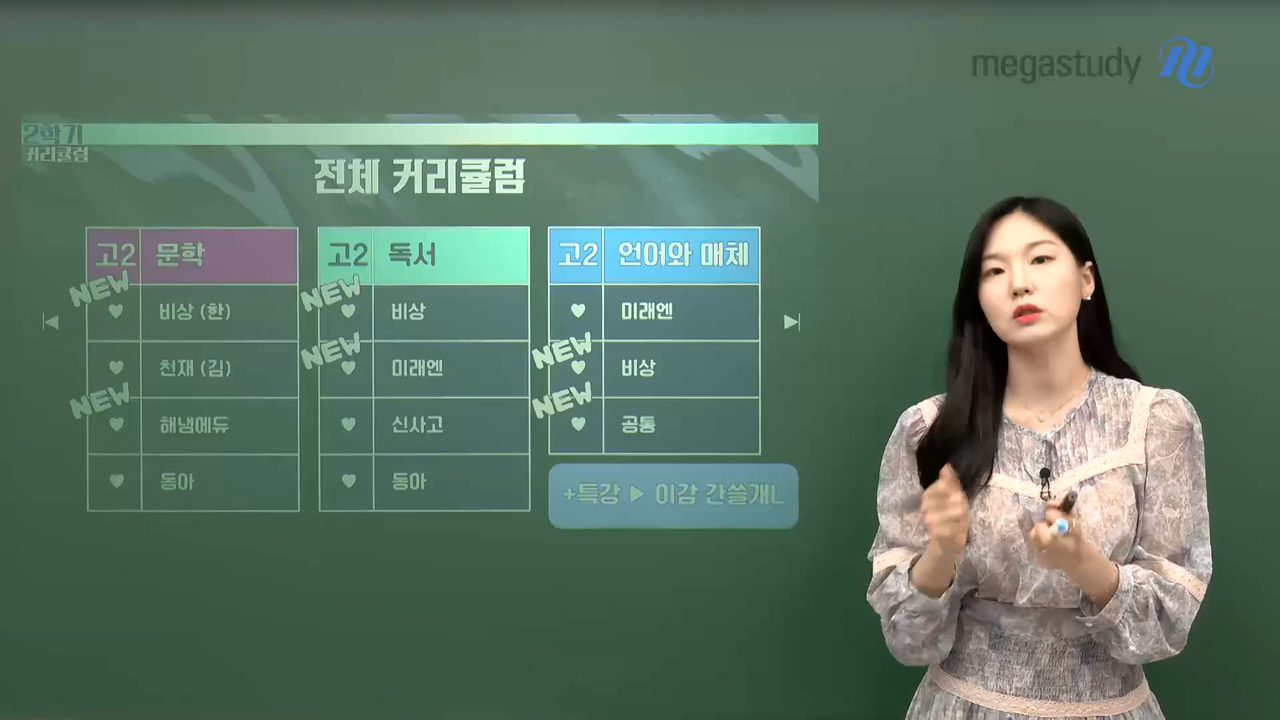 megastudy
2학기
커리큘럼
전체 커리큘럼
고2 문학
NEW
비상 (한)
천재 (김)
NEW
해냄에듀
동아
고2 독서
NEW
비상
NEW
미래엔
신사고
동아
고2 언어와 매체
미래엔
NEW
비상
NEW
공통
+특강 ▶ 이감 간쓸개L